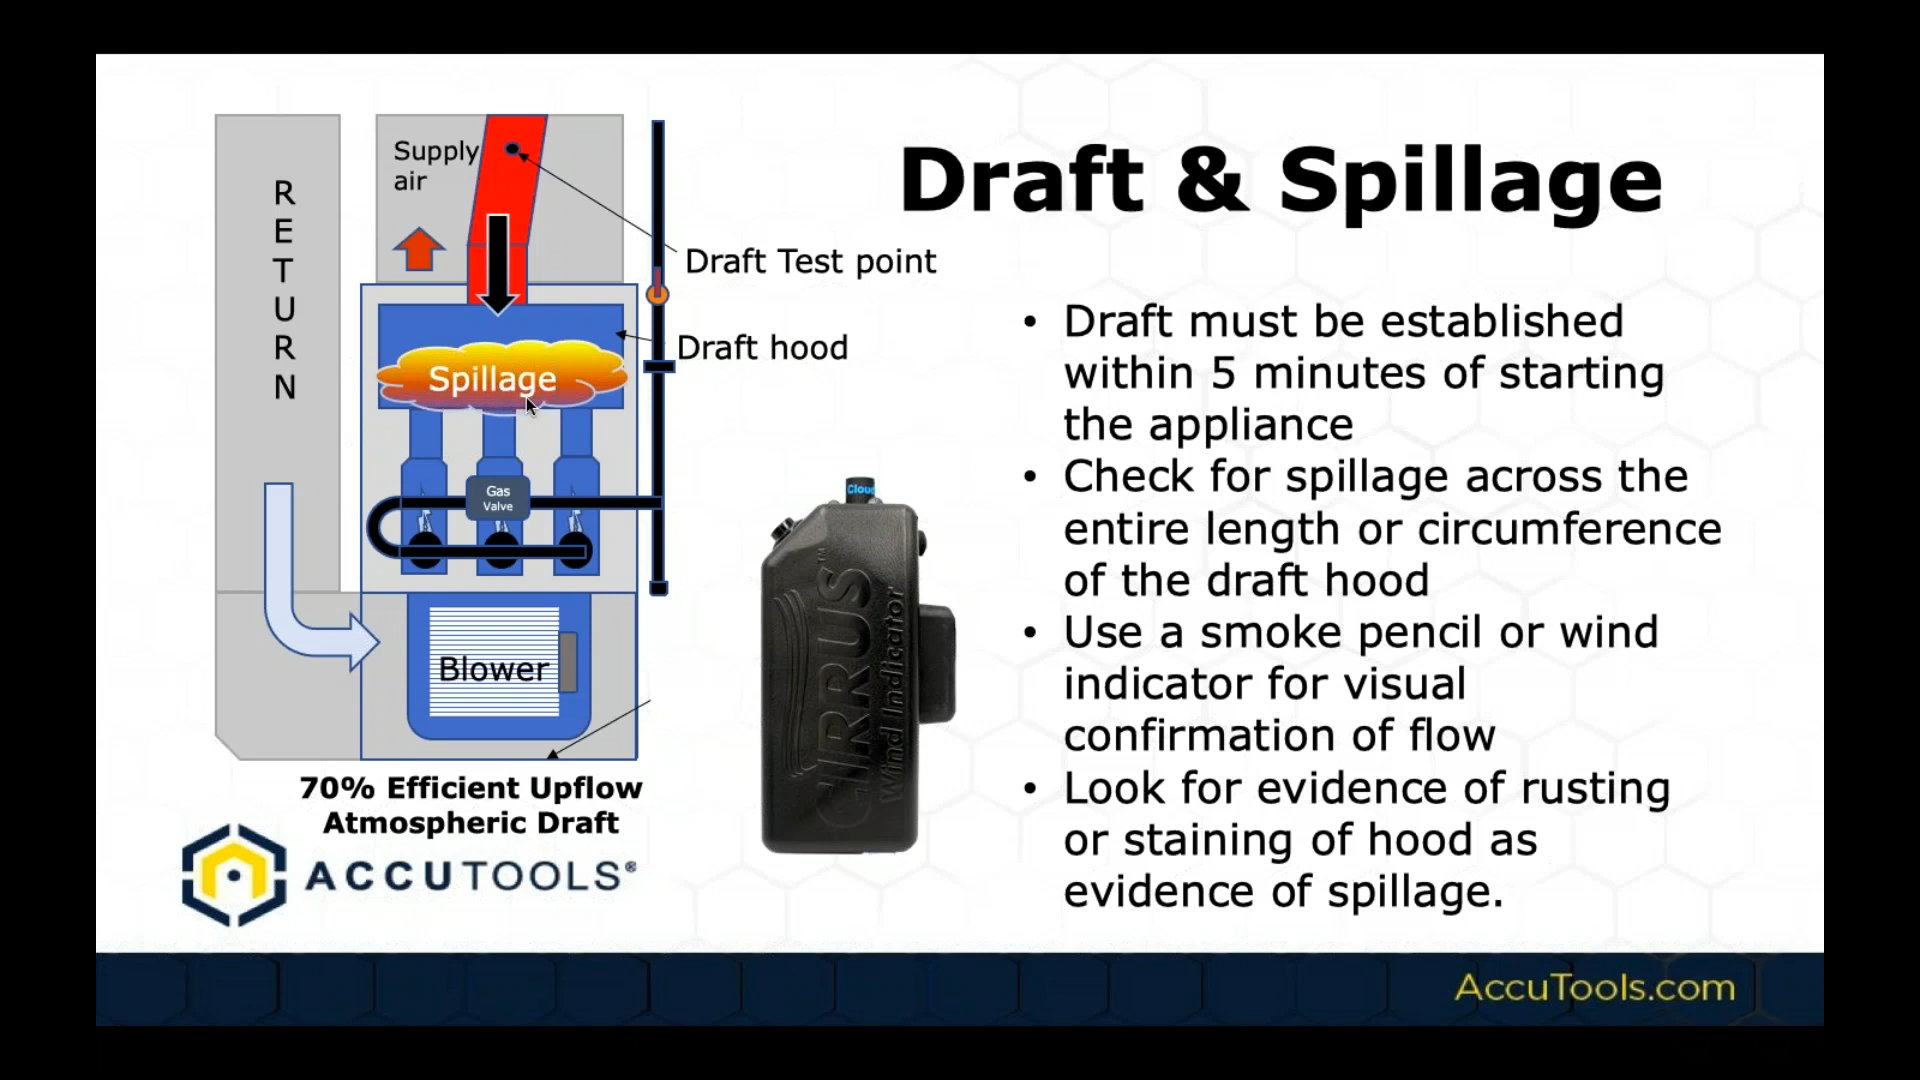 Draft & Spillage
Supply
air
RETURN
Draft Test point
Draft hood
Spillage
Gas
Valve
Blower
70% Efficient Upflow
Atmospheric Draft
ACCUTOOLS®
Cloud
CIRRUS™
Wind Indicator
• Draft must be established
within 5 minutes of starting
the appliance
• Check for spillage across the
entire length or circumference
of the draft hood
• Use a smoke pencil or wind
indicator for visual
confirmation of flow
• Look for evidence of rusting
or staining of hood as
evidence of spillage.
AccuTools.com